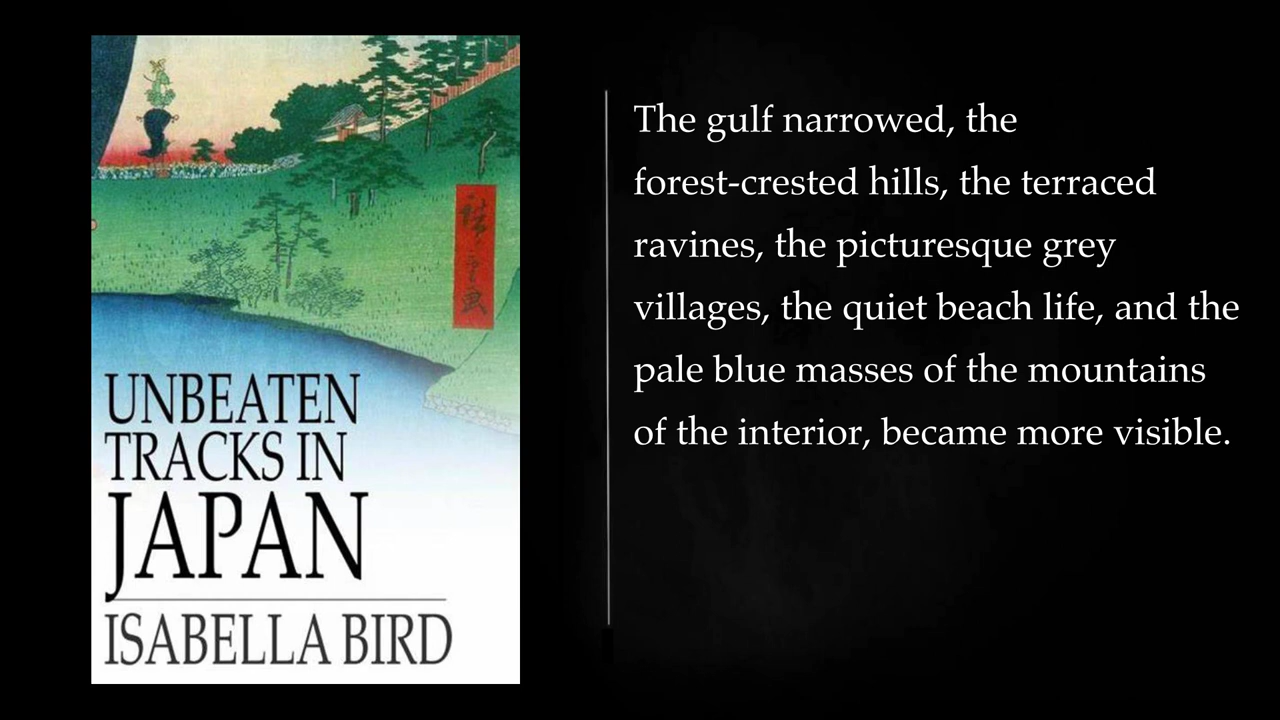 UNBEATEN
TRACKS IN
JAPAN
ISABELLA BIRD
The gulf narrowed, the
forest-crested hills, the terraced
ravines, the picturesque grey
villages, the quiet beach life, and the
pale blue masses of the mountains
of the interior, became more visible.